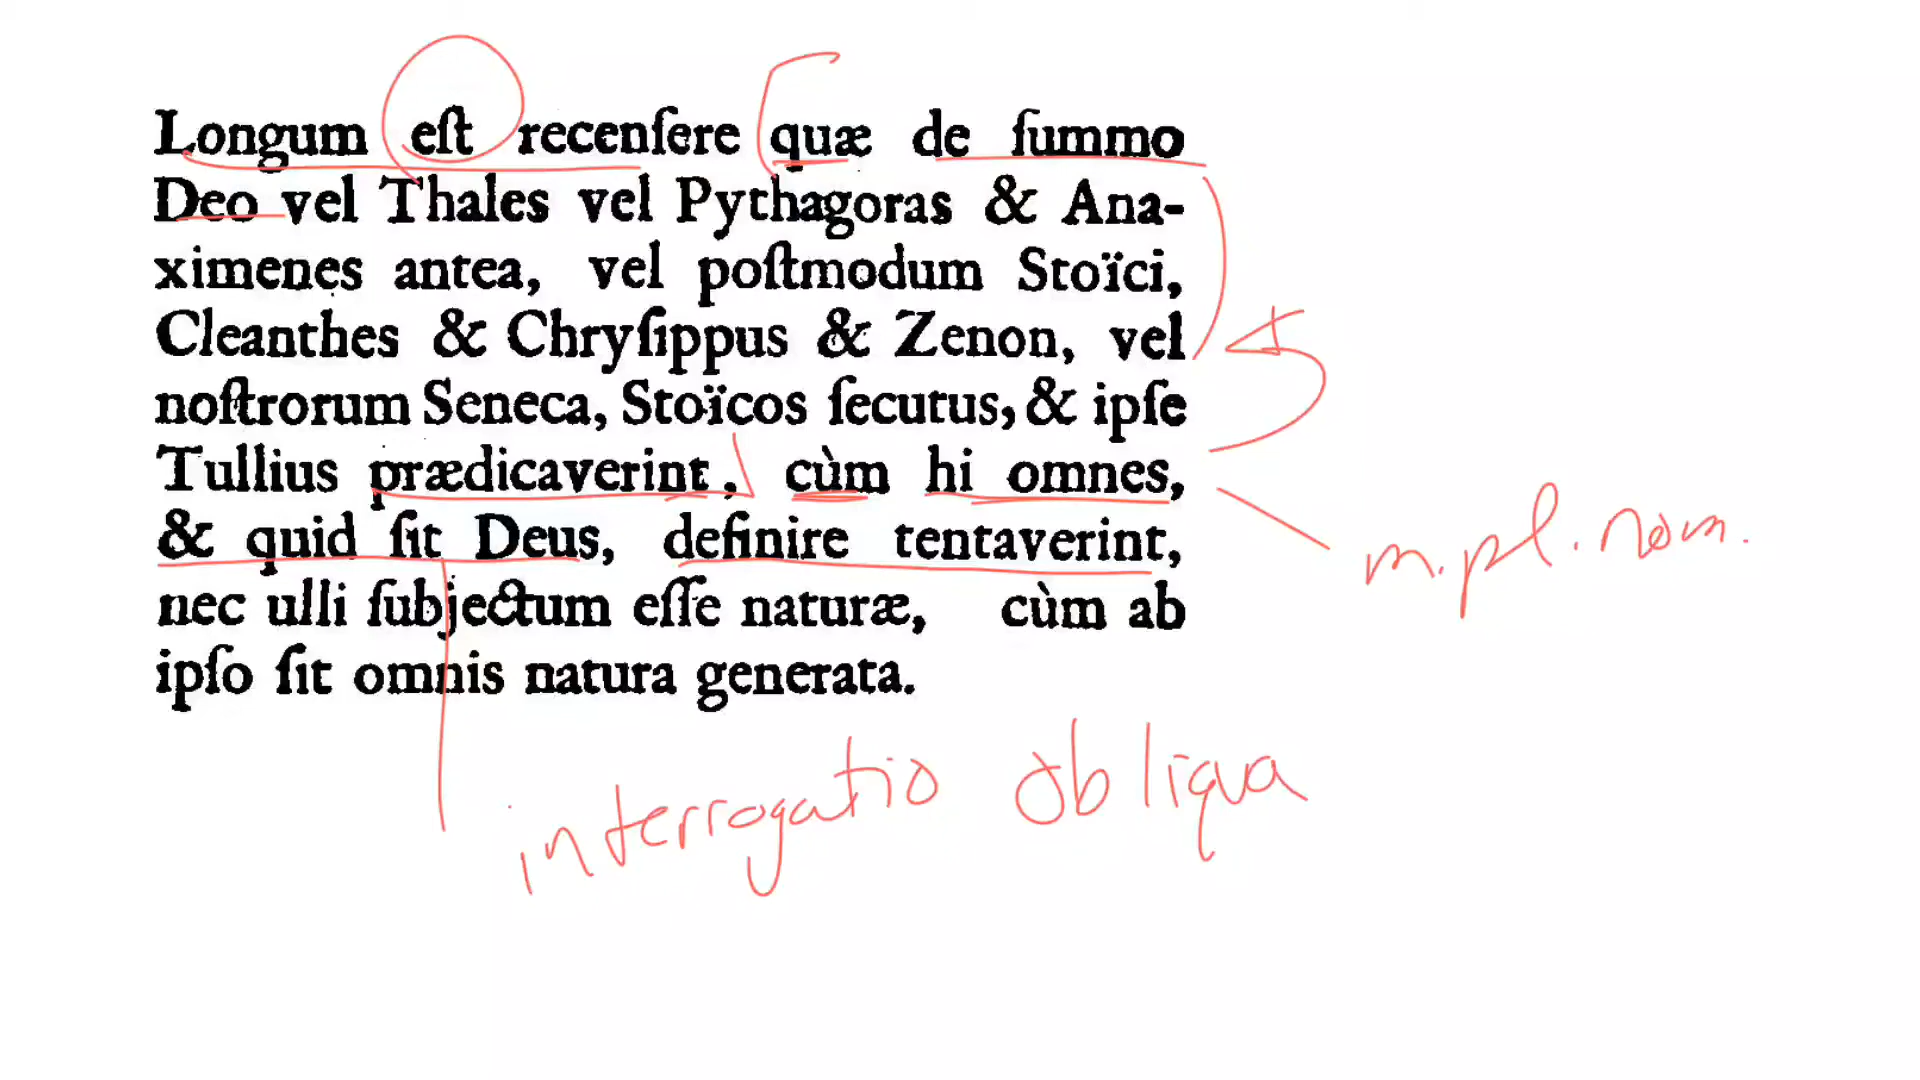 Longum eſt recenſere quæ de ſummo
Deo vel Thales vel Pythagoras & Ana-
ximenes antea, vel poſtmodum Stoïci,
Cleanthes & Chryſippus & Zenon, vel
noſtrorum Seneca, Stoïcos ſecutus, & ipſe
Tullius prædicaverint, cùm hi omnes,
& quid ſit Deus, definire tentaverint,
nec ulli ſubjectum eſſe naturæ, cùm ab
ipſo ſit omnis natura generata.
m. pl. nom.
interrogatio obliqua